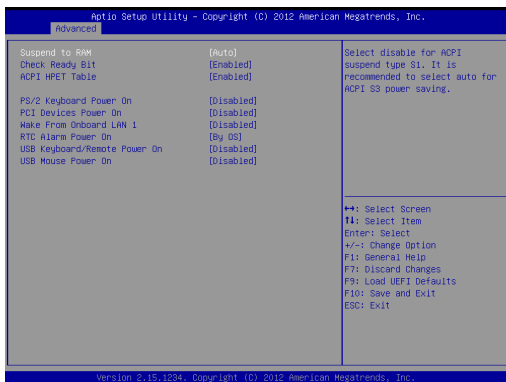 Aptio Setup Utility – Copyright (C) 2012 American Megatrends, Inc.
Advanced
Suspend to RAM [Auto]
Check Ready Bit [Enabled]
ACPI HPET Table [Enabled]
PS/2 Keyboard Power On [Disabled]
PCI Devices Power On [Disabled]
Wake From Onboard LAN 1 [Disabled]
RTC Alarm Power On [By OS]
USB Keyboard/Remote Power On [Disabled]
USB Mouse Power On [Disabled]
Select disable for ACPI
suspend type S1. It is
recommended to select auto for
ACPI S3 power saving.
↔: Select Screen
↑↓: Select Item
Enter: Select
+/-: Change Option
F1: General Help
F7: Discard Changes
F9: Load UEFI Defaults
F10: Save and Exit
ESC: Exit
Version 2.15.1234. Copyright (C) 2012 American Megatrends, Inc.